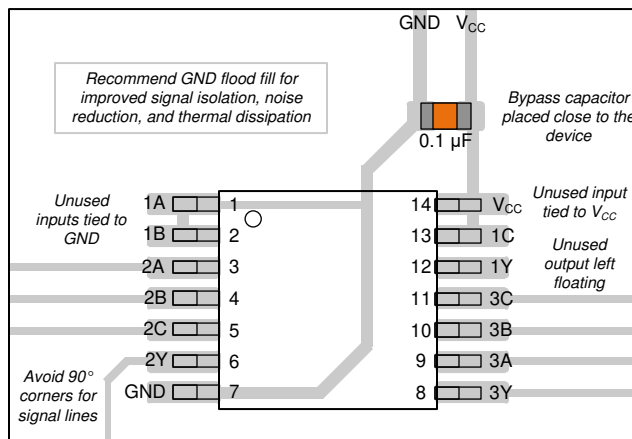 GND V_CC
Recommend GND flood fill for
improved signal isolation, noise
reduction, and thermal dissipation
Bypass capacitor
placed close to the
device
0.1 µF
Unused
inputs tied to
GND
Unused input
tied to V_CC
Unused
output left
floating
Avoid 90°
corners for
signal lines
1A 1 14 V_CC
1B 2 13 1C
2A 3 12 1Y
2B 4 11 3C
2C 5 10 3B
2Y 6 9 3A
GND 7 8 3Y